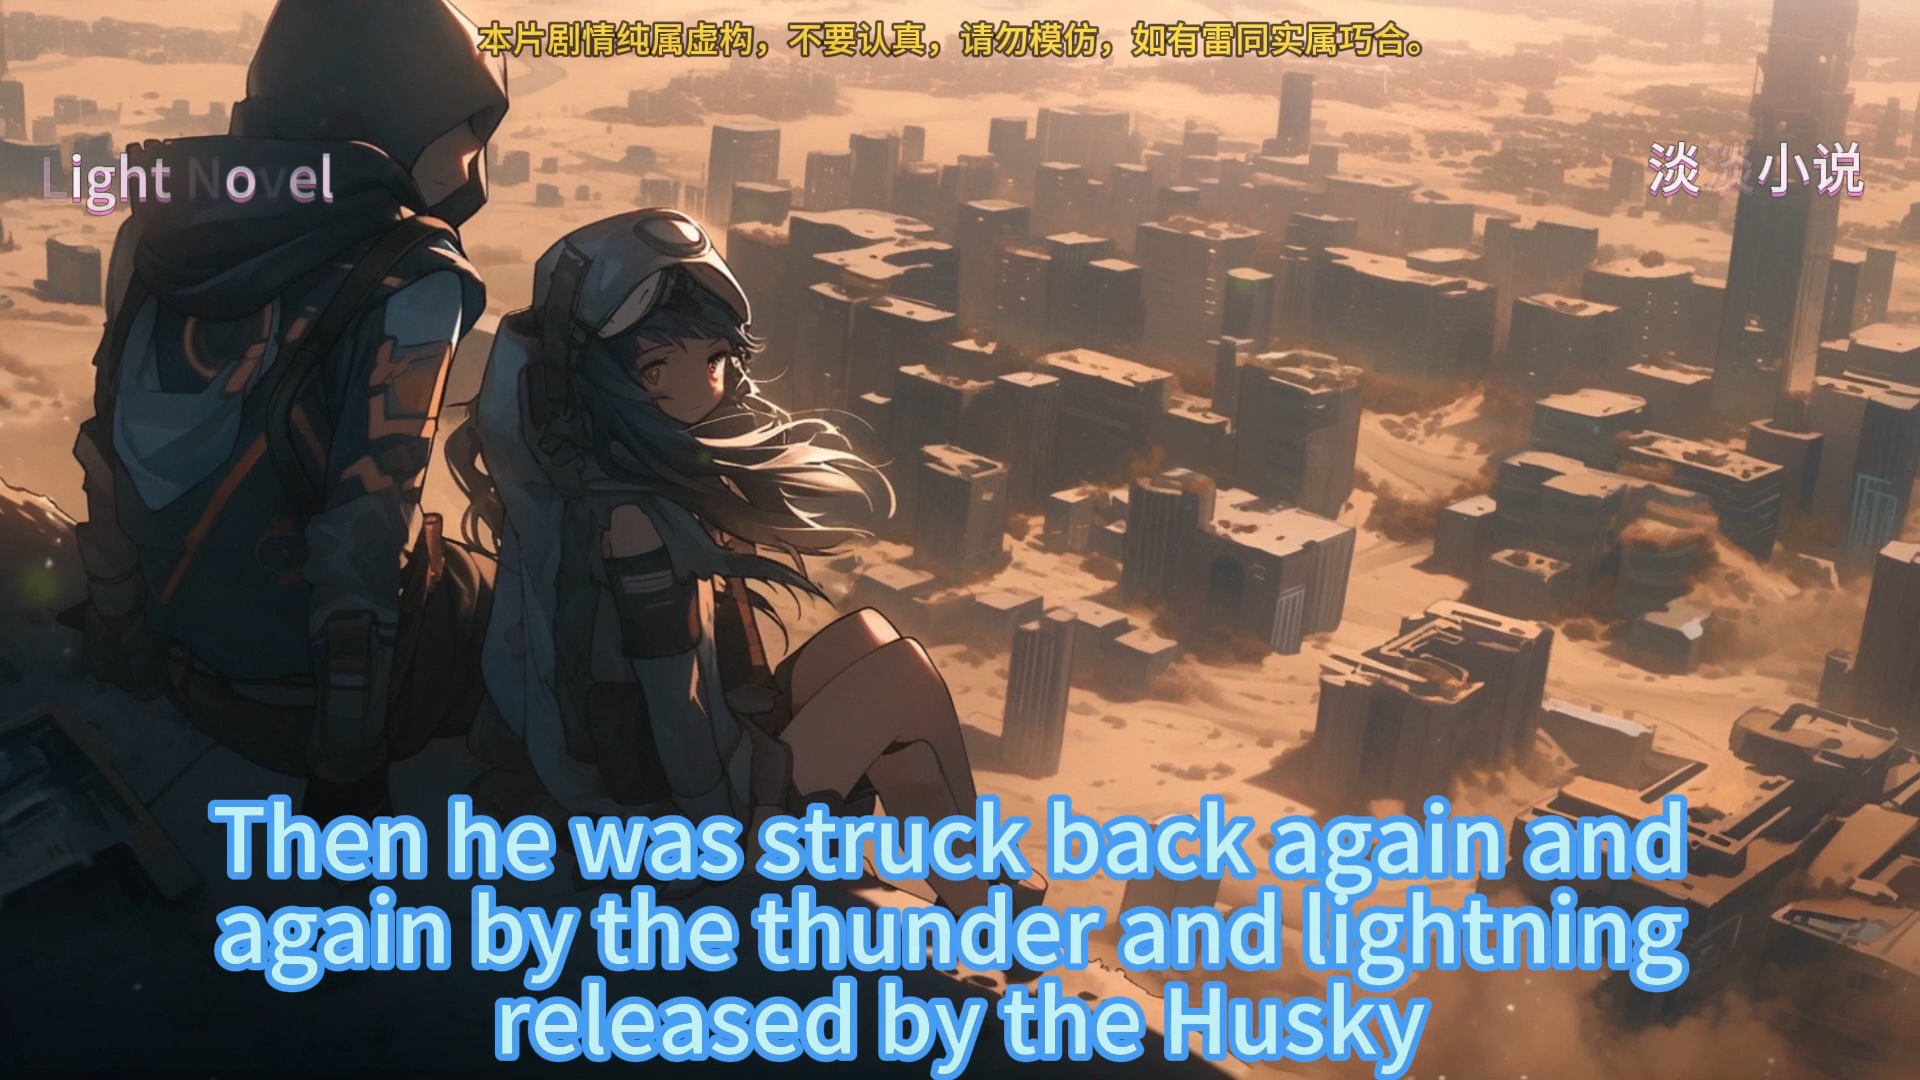 本片剧情纯属虚构，不要认真，请勿模仿，如有雷同实属巧合。
Light Novel
淡淡小说
Then he was struck back again and
again by the thunder and lightning
released by the Husky